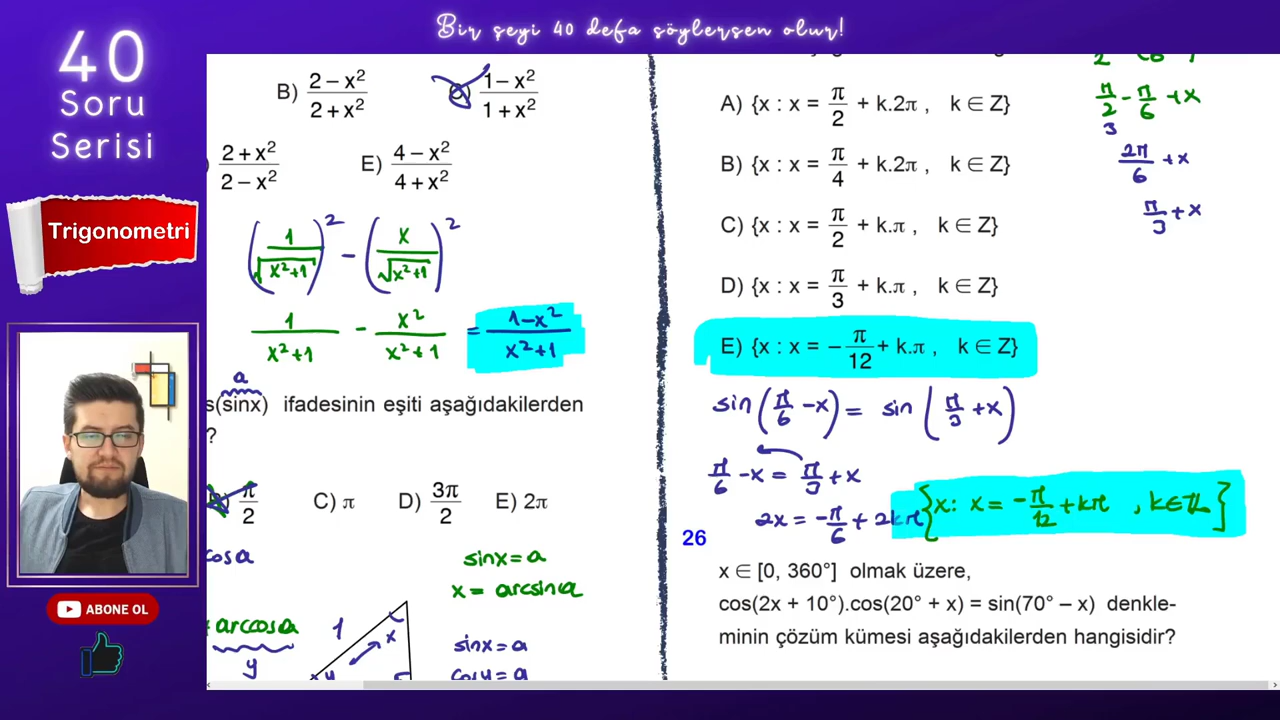 Bir şeyi 40 defa söylersen olur!
40
Soru
Serisi
Trigonometri
ABONE OL
B) 2 – x² / 2 + x²
1 – x² / 1 + x²
2 + x² / 2 – x²
E) 4 – x² / 4 + x²
(1 / √x²+1)² – (x / √x²+1)²
1 / x²+1 – x² / x²+1 = 1-x² / x²+1
a
s(sinx) ifadesinin eşiti aşağıdakilerden
?
π/2 C) π D) 3π/2 E) 2π
cosa
sinx = a
x = arcsina
arccosa
y
1
x
y
sinx = a
cosy = a
A) {x : x = π/2 + k.2π , k ∈ Z}
B) {x : x = π/4 + k.2π , k ∈ Z}
C) {x : x = π/2 + k.π , k ∈ Z}
D) {x : x = π/3 + k.π , k ∈ Z}
E) {x : x = – π/12 + k.π , k ∈ Z}
π/2 - π/6 + x
3
2π/6 + x
π/3 + x
sin(π/6 - x) = sin(π/3 + x)
π/6 - x = π/3 + x
2x = -π/6 + 2kπ
{x: x = -π/12 + kπ , k ∈ Z}
26
x ∈ [0, 360°] olmak üzere,
cos(2x + 10°).cos(20° + x) = sin(70° – x) denkle-
minin çözüm kümesi aşağıdakilerden hangisidir?